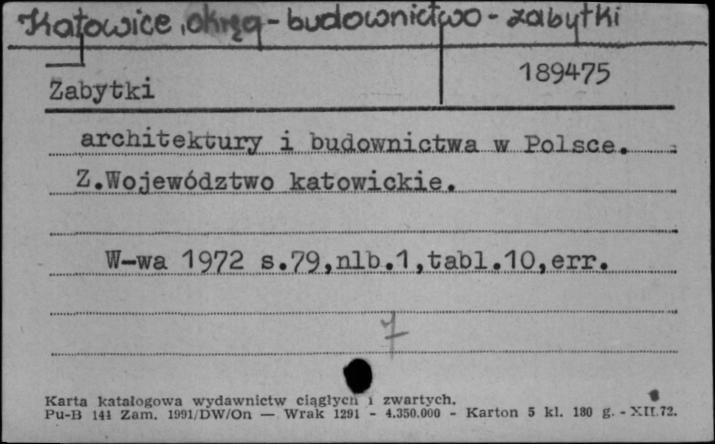 Katowice, okręg - budownictwo - zabytki
189475
Zabytki
architektury i budownictwa w Polsce.
Z.Województwo katowickie.
W-wa 1972 s.79,nlb.1,tabl.10,err.
7
Karta katalogowa wydawnictw ciągłych i zwartych.
Pu-B 141 Zam. 1991/DW/On — Wrak 1291 - 4.350.000 - Karton 5 kl. 180 g. - XII.72.